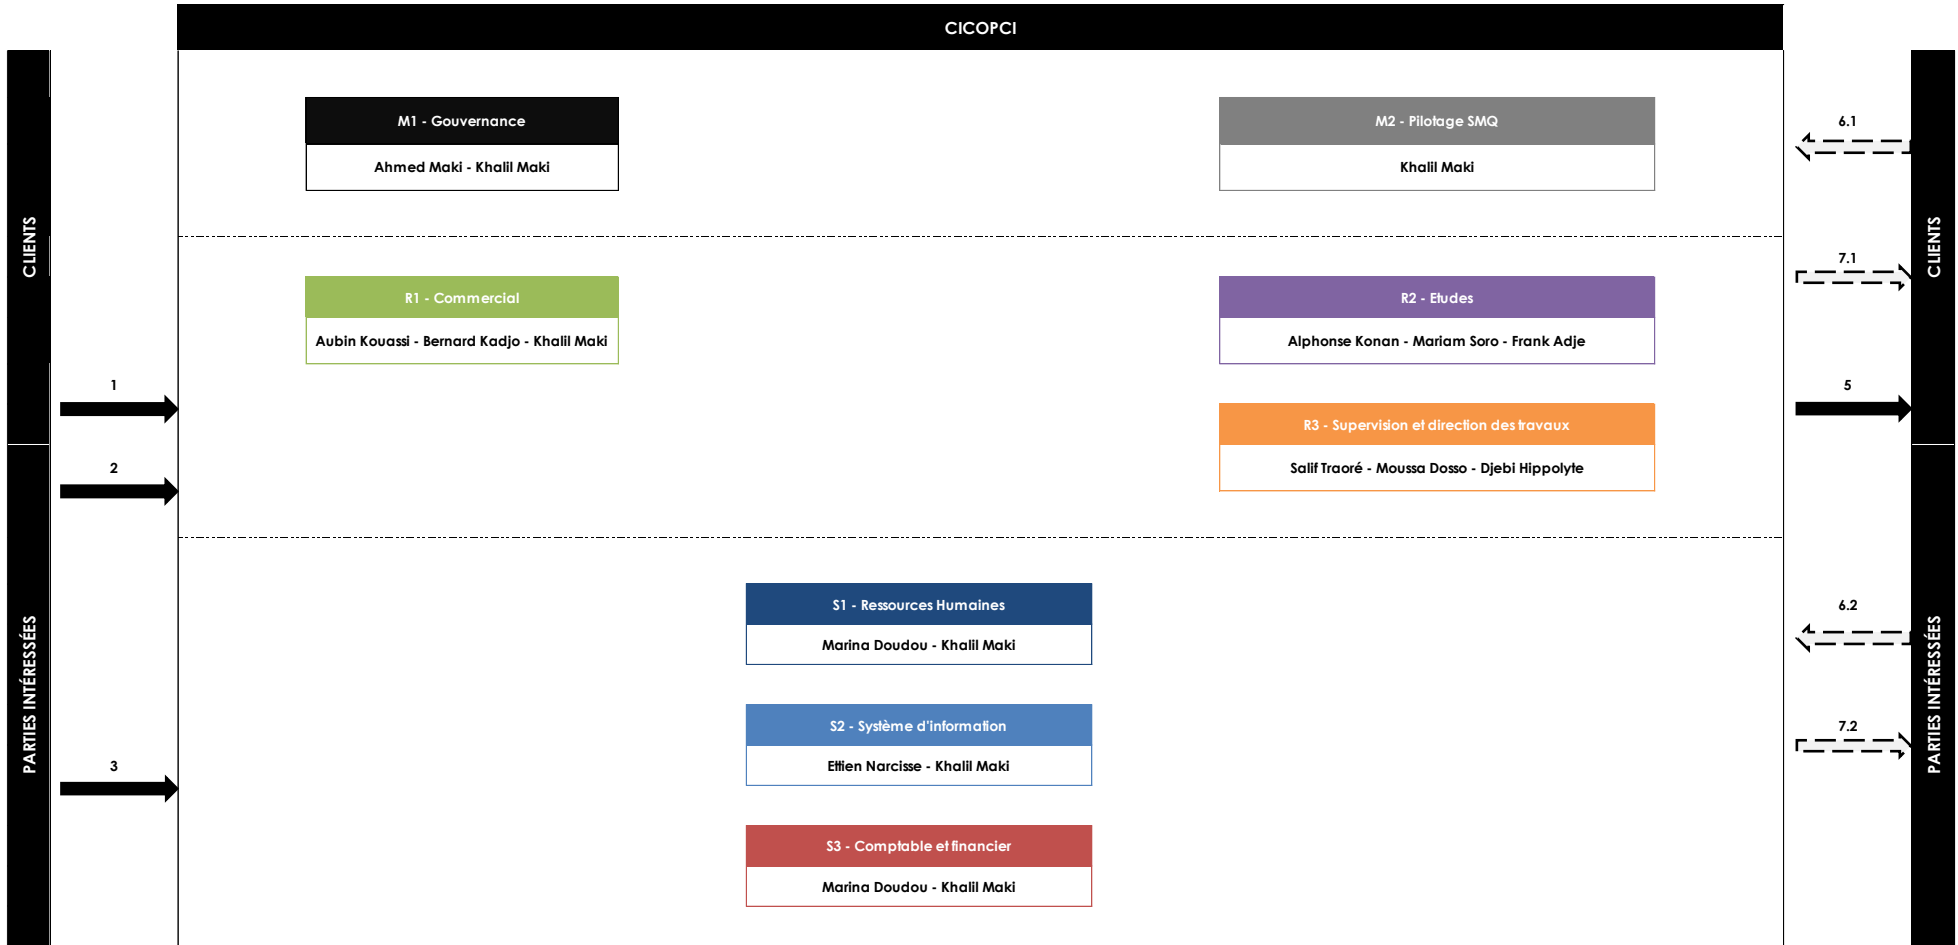 CICOPCI
CLIENTS
PARTIES INTÉRESSÉES
M1 - Gouvernance
Ahmed Maki - Khalil Maki
M2 - Pilotage SMQ
Khalil Maki
R1 - Commercial
Aubin Kouassi - Bernard Kadjo - Khalil Maki
R2 - Etudes
Alphonse Konan - Mariam Soro - Frank Adje
R3 - Supervision et direction des travaux
Salif Traoré - Moussa Dosso - Djebi Hippolyte
S1 - Ressources Humaines
Marina Doudou - Khalil Maki
S2 - Système d'information
Ettien Narcisse - Khalil Maki
S3 - Comptable et financier
Marina Doudou - Khalil Maki
1
2
3
6.1
7.1
5
6.2
7.2
CLIENTS
PARTIES INTÉRESSÉES